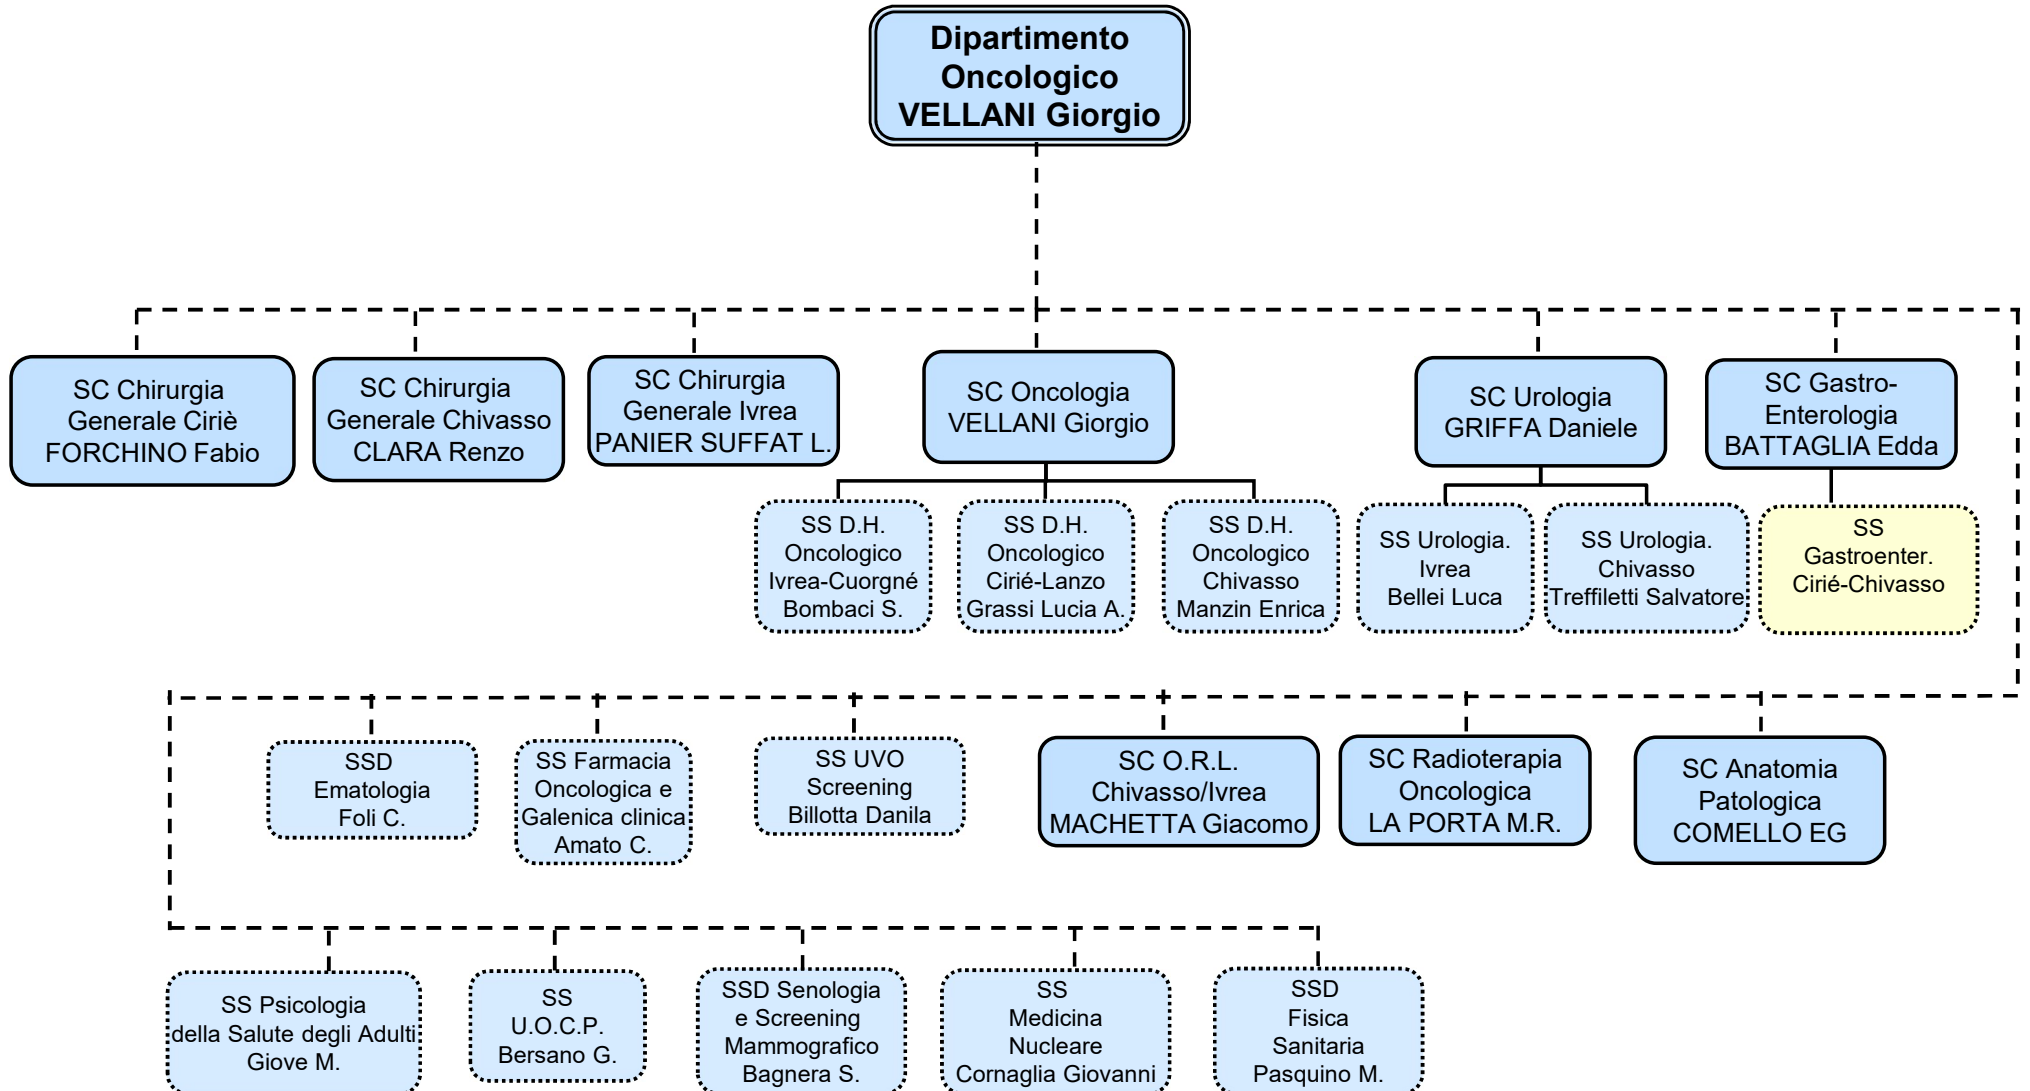 Dipartimento
Oncologico
VELLANI Giorgio
SC Chirurgia
Generale Ciriè
FORCHINO Fabio
SC Chirurgia
Generale Chivasso
CLARA Renzo
SC Chirurgia
Generale Ivrea
PANIER SUFFAT L.
SC Oncologia
VELLANI Giorgio
SC Urologia
GRIFFA Daniele
SC Gastro-
Enterologia
BATTAGLIA Edda
SS D.H.
Oncologico
Ivrea-Cuorgné
Bombaci S.
SS D.H.
Oncologico
Cirié-Lanzo
Grassi Lucia A.
SS D.H.
Oncologico
Chivasso
Manzin Enrica
SS Urologia.
Ivrea
Bellei Luca
SS Urologia.
Chivasso
Treffiletti Salvatore
SS
Gastroenter.
Cirié-Chivasso
SSD
Ematologia
Foli C.
SS Farmacia
Oncologica e
Galenica clinica
Amato C.
SS UVO
Screening
Billotta Danila
SC O.R.L.
Chivasso/Ivrea
MACHETTA Giacomo
SC Radioterapia
Oncologica
LA PORTA M.R.
SC Anatomia
Patologica
COMELLO EG
SS Psicologia
della Salute degli Adulti
Giove M.
SS
U.O.C.P.
Bersano G.
SSD Senologia
e Screening
Mammografico
Bagnera S.
SS
Medicina
Nucleare
Cornaglia Giovanni
SSD
Fisica
Sanitaria
Pasquino M.